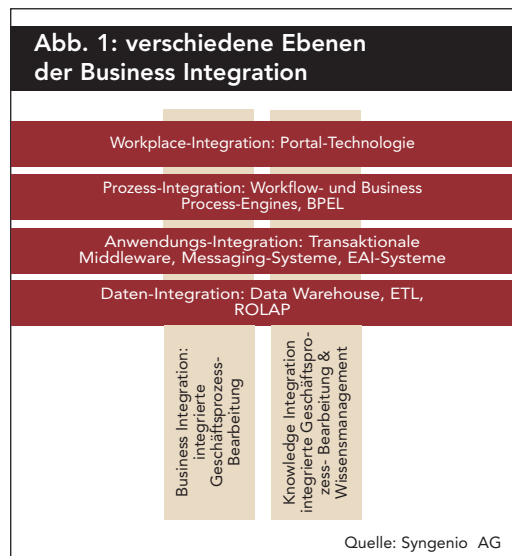 Abb. 1: verschiedene Ebenen
der Business Integration
Workplace-Integration: Portal-Technologie
Prozess-Integration: Workflow- und Business
Process-Engines, BPEL
Anwendungs-Integration: Transaktionale
Middleware, Messaging-Systeme, EAI-Systeme
Daten-Integration: Data Warehouse, ETL,
ROLAP
Business Integration:
integrierte
Geschäftsprozess-
Bearbeitung
Knowledge Integration
integrierte Geschäftspro-
zess- Bearbeitung &
Wissensmanagement
Quelle: Syngenio AG